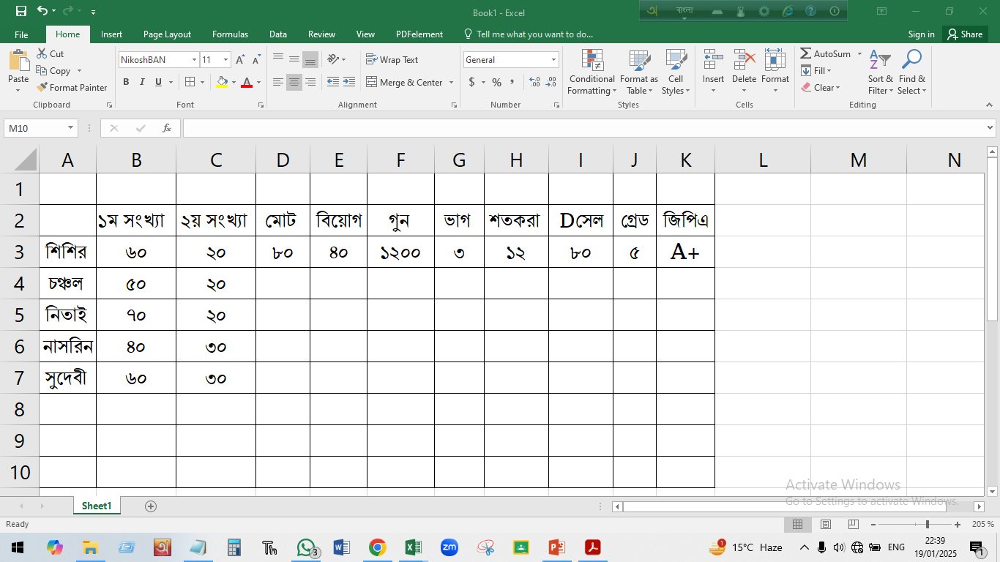 Book1 - Excel
বাংলা
File Home Insert Page Layout Formulas Data Review View PDFelement Tell me what you want to do... Sign in Share
Paste Cut Copy Format Painter Clipboard
NikoshBAN 11 B I U Font
Wrap Text Merge & Center Alignment
General $ % , Number
Conditional Formatting Format as Table Cell Styles Styles
Insert Delete Format Cells
AutoSum Fill Clear Sort & Filter Find & Select Editing
M10 fx
A B C D E F G H I J K L M N
1
2 ১ম সংখ্যা ২য় সংখ্যা মোট বিয়োগ গুন ভাগ শতকরা Dসেল গ্রেড জিপিএ
3 শিশির ৬০ ২০ ৮০ ৪০ ১২০০ ৩ ১২ ৮০ ৫ A+
4 চঞ্চল ৫০ ২০
5 নিতাই ৭০ ২০
6 নাসরিন ৪০ ৩০
7 সুদেবী ৬০ ৩০
8
9
10
Activate Windows
Go to Settings to activate Windows.
Sheet1
Ready 205 %
15°C Haze ENG 22:39
19/01/2025